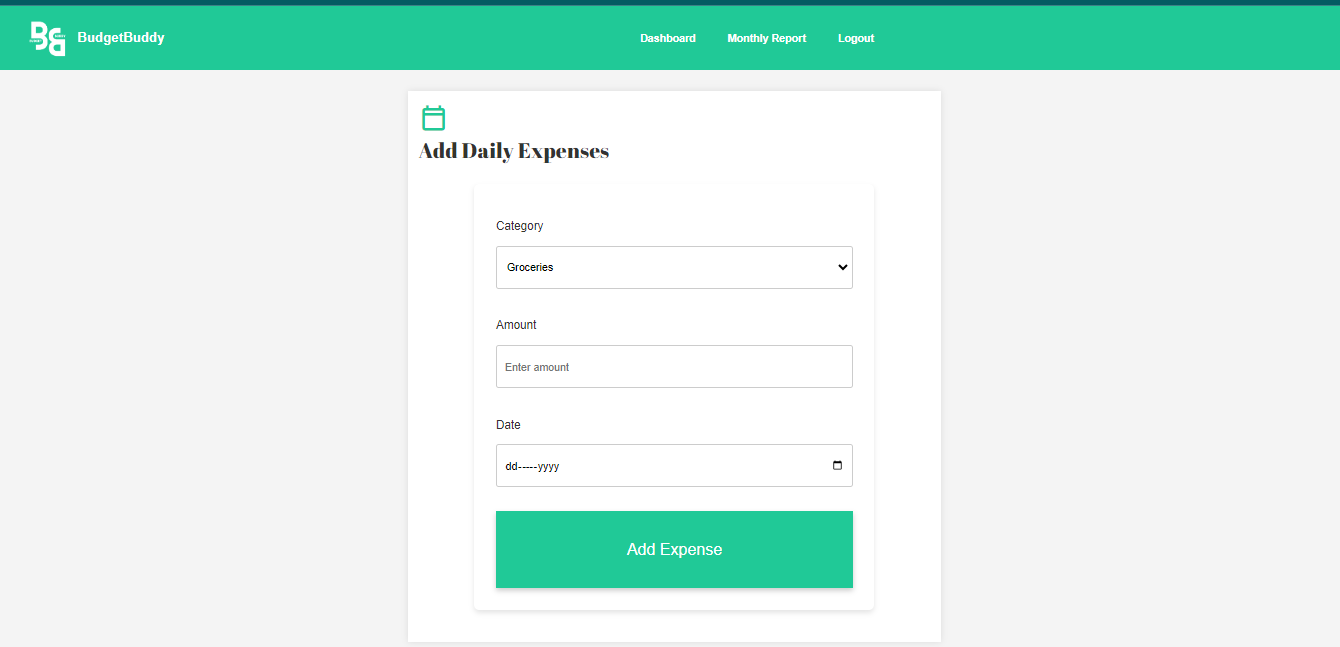 BudgetBuddy
Dashboard
Monthly Report
Logout
Add Daily Expenses
Category
Groceries
Amount
Enter amount
Date
dd-----yyyy
Add Expense